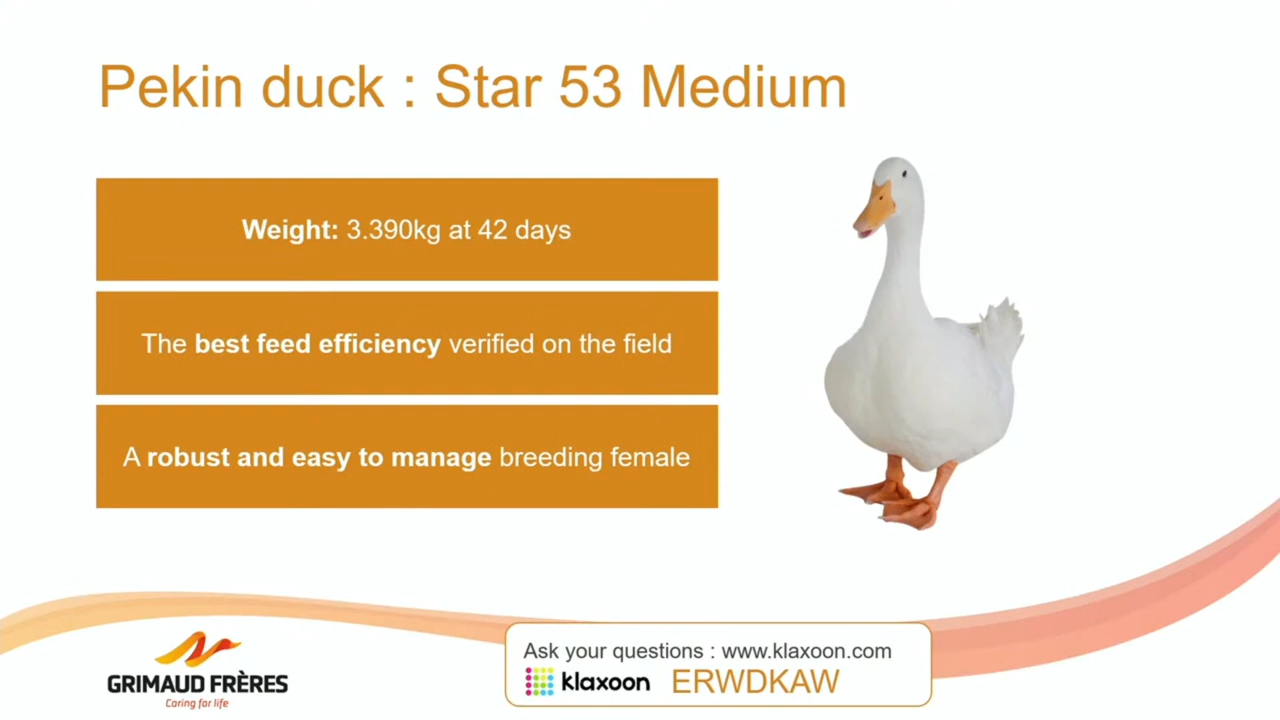 Pekin duck : Star 53 Medium
Weight: 3.390kg at 42 days
The best feed efficiency verified on the field
A robust and easy to manage breeding female
GRIMAUD FRÈRES
Caring for life
Ask your questions : www.klaxoon.com
klaxoon ERWDKAW